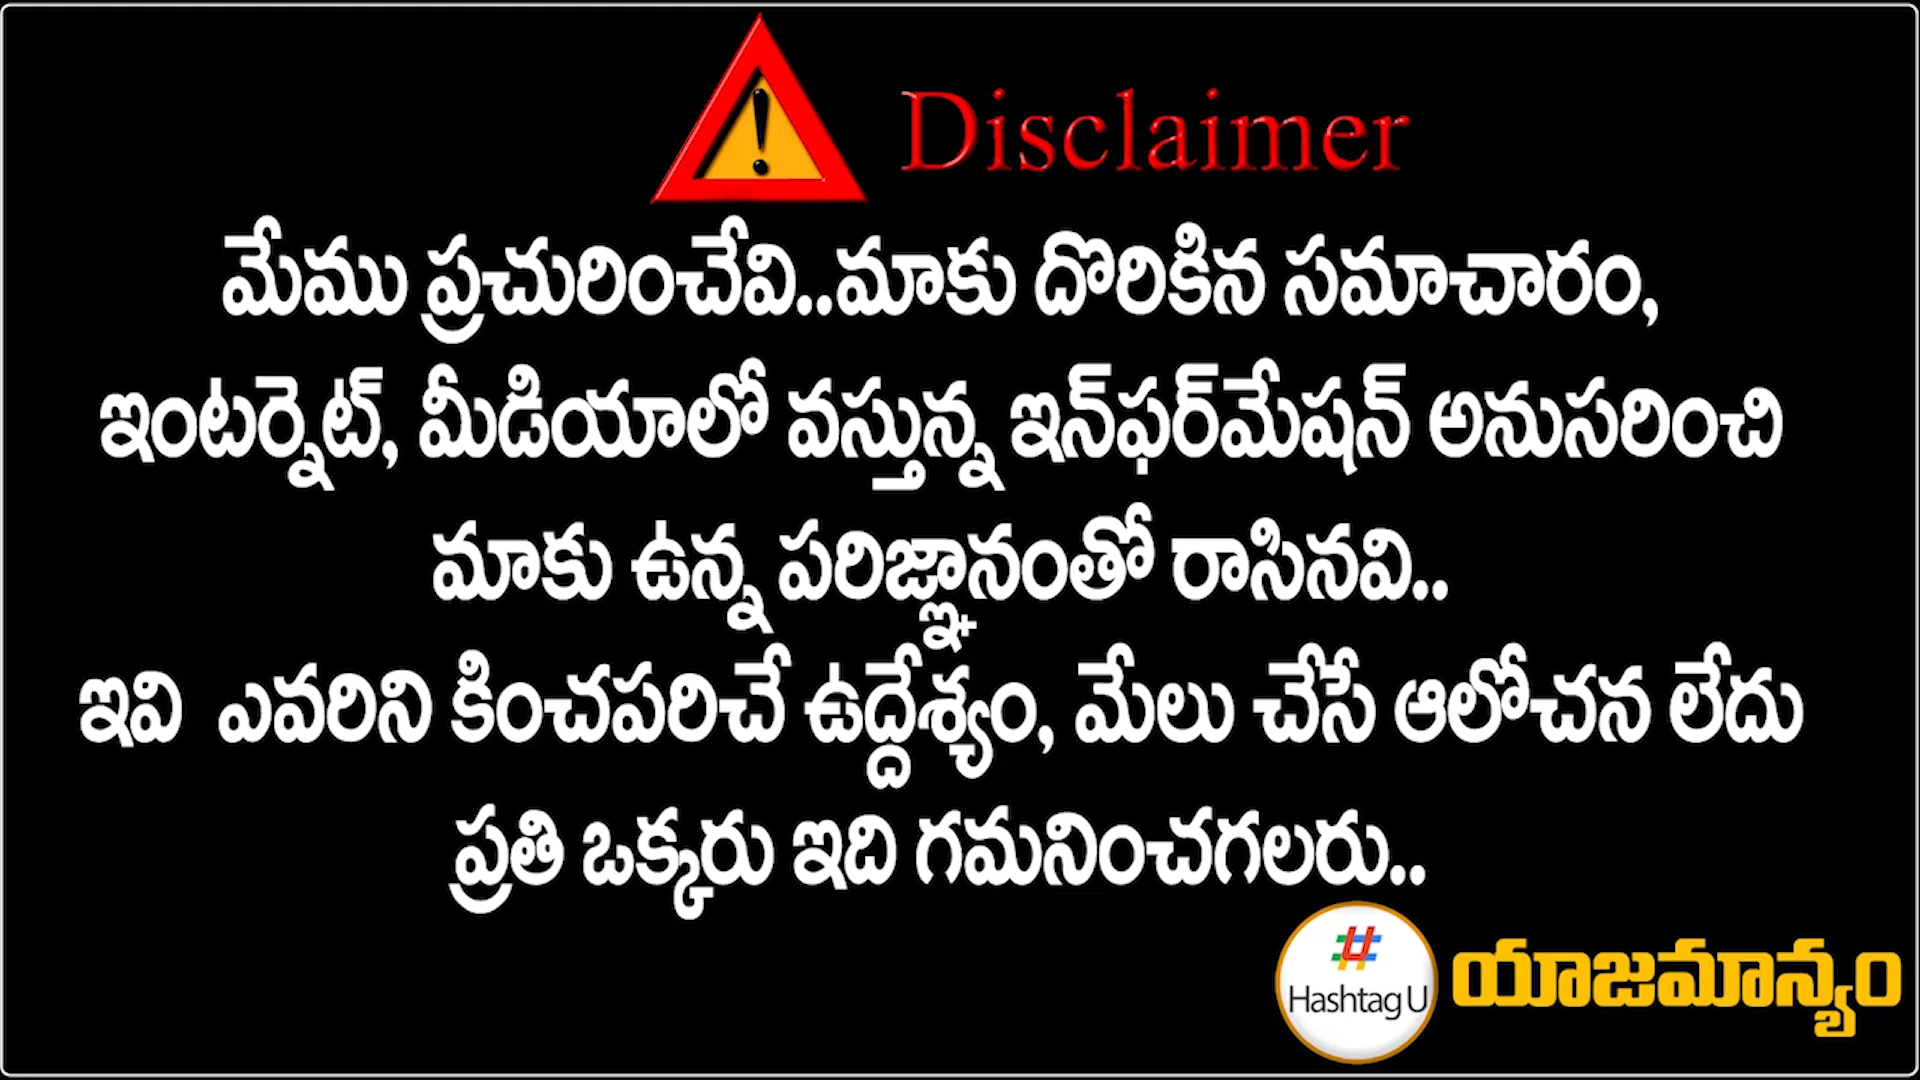 Disclaimer
మేము ప్రచురించేవి..మాకు దొరికిన సమాచారం,
ఇంటర్నెట్, మీడియాలో వస్తున్న ఇన్‌ఫర్‌మేషన్ అనుసరించి
మాకు ఉన్న పరిజ్ఞానంతో రాసినవి..
ఇవి ఎవరిని కించపరిచే ఉద్దేశ్యం, మేలు చేసే ఆలోచన లేదు
ప్రతి ఒక్కరు ఇది గమనించగలరు..
Hashtag U యాజమాన్యం